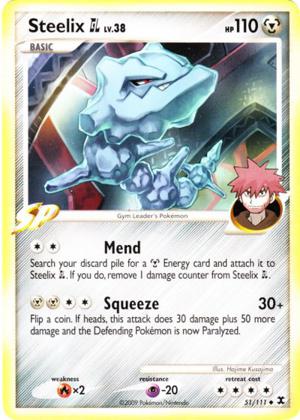 Steelix GL LV.38 HP 110
BASIC
SP
Gym Leader's Pokémon
Mend
Search your discard pile for a Energy card and attach it to
Steelix GL. If you do, remove 1 damage counter from Steelix GL.
Squeeze 30+
Flip a coin. If heads, this attack does 30 damage plus 50
more damage and the Defending Pokémon is now Paralyzed.
Illus. Hajime Kusajima
weakness resistance retreat cost
×2 -20
©2009 Pokémon/Nintendo 51/111